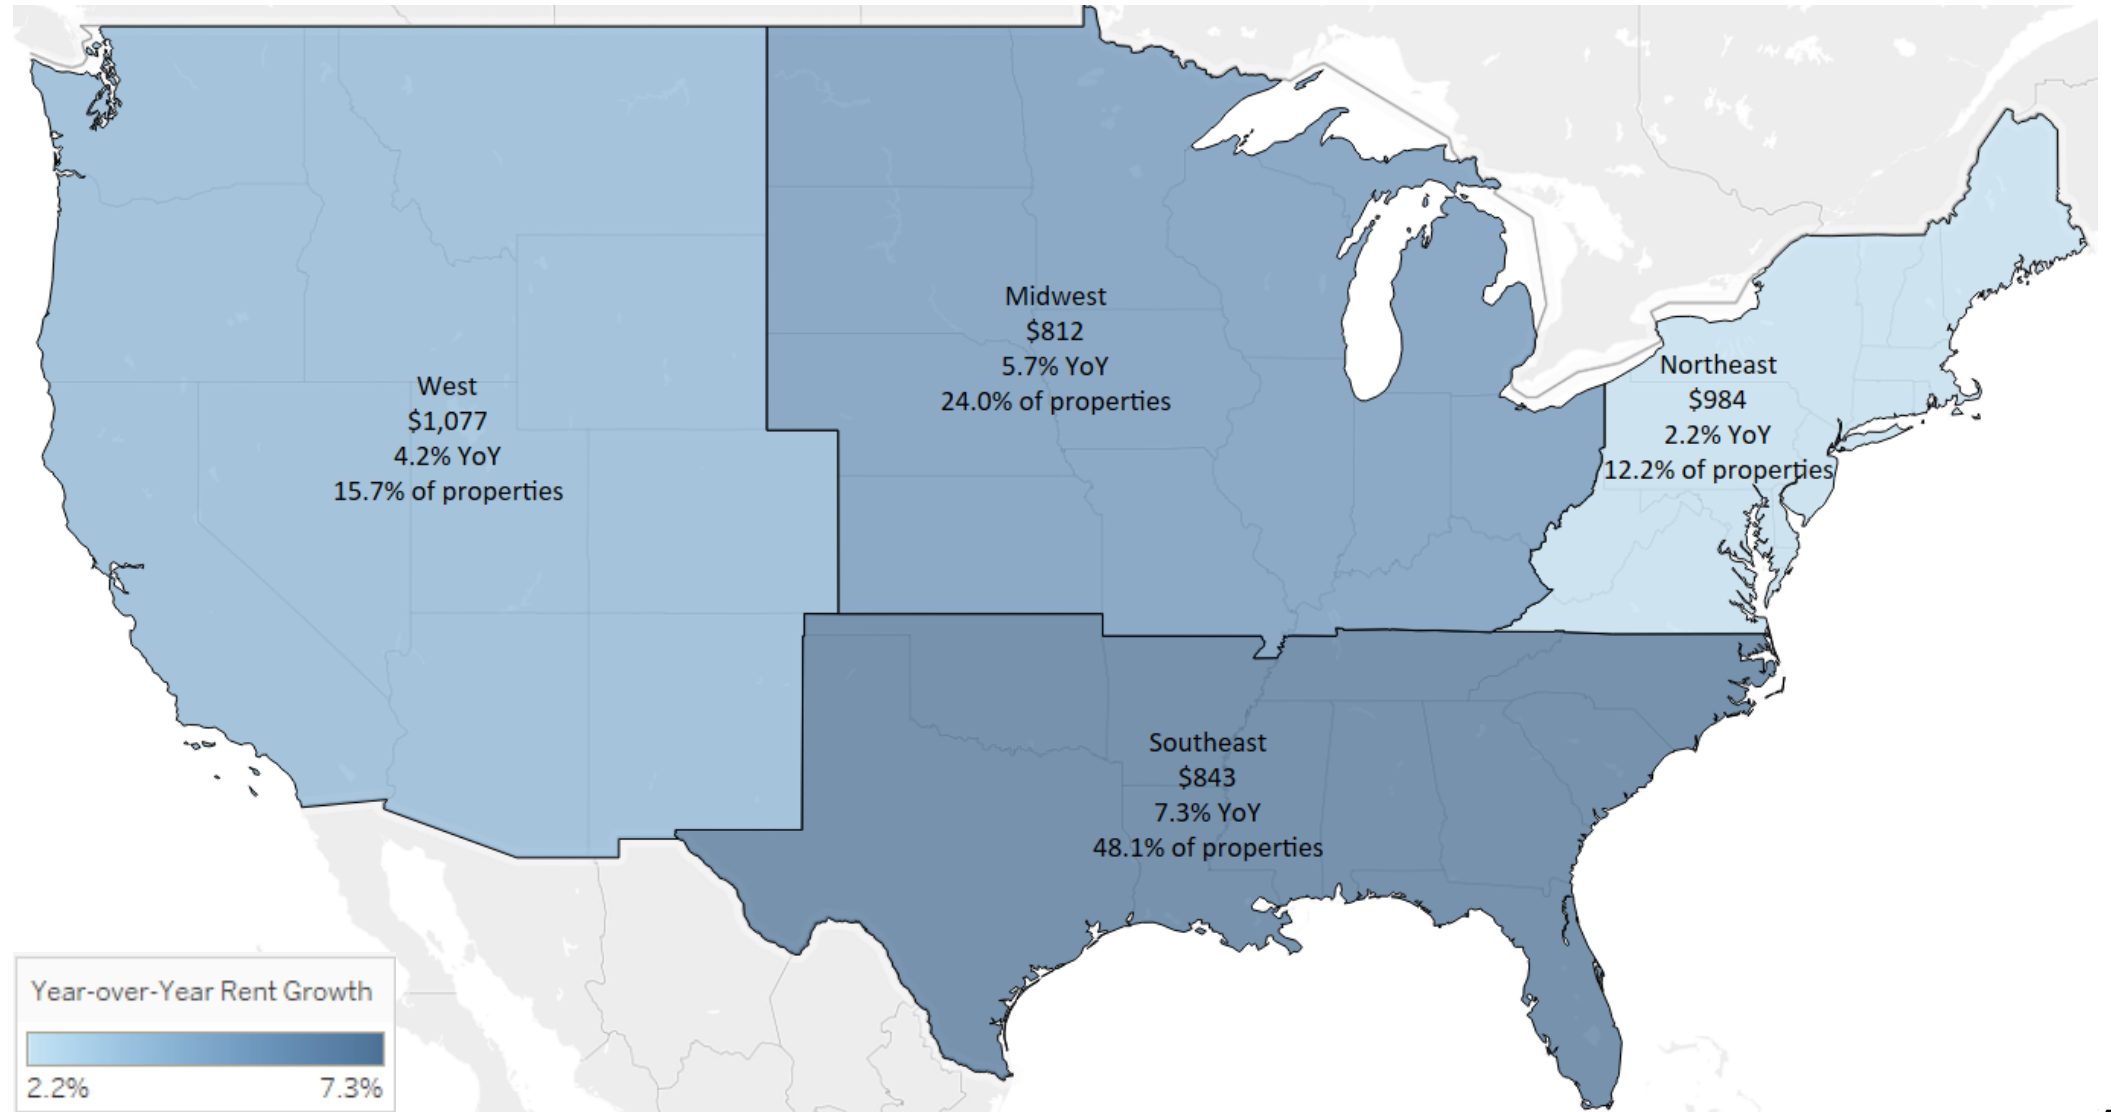 West
$1,077
4.2% YoY
15.7% of properties
Midwest
$812
5.7% YoY
24.0% of properties
Northeast
$984
2.2% YoY
12.2% of properties
Southeast
$843
7.3% YoY
48.1% of properties
Year-over-Year Rent Growth
2.2% 7.3%